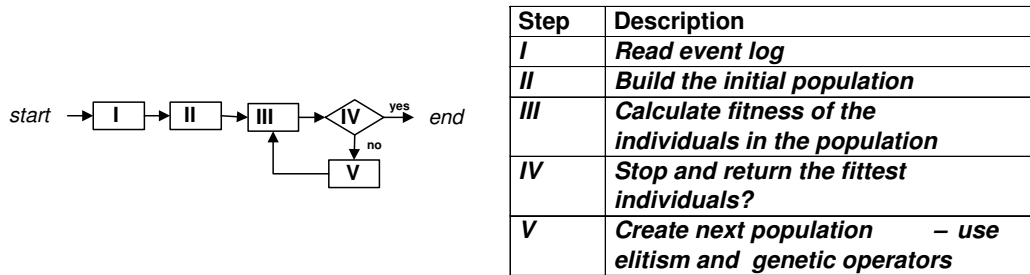 start
I
II
III
IV
yes
end
no
V
Step Description
I Read event log
II Build the initial population
III Calculate fitness of the
individuals in the population
IV Stop and return the fittest
individuals?
V Create next population – use
elitism and genetic operators